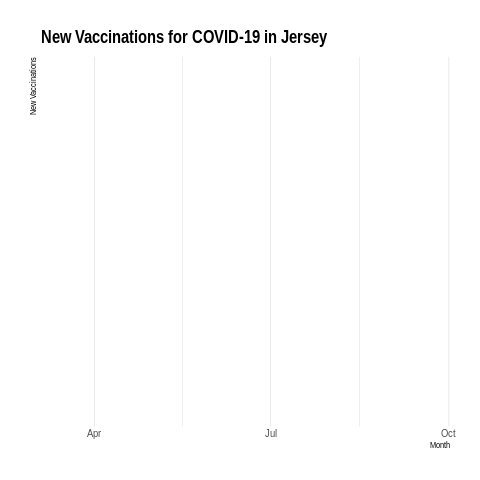 New Vaccinations for COVID-19 in Jersey
New Vaccinations
Apr Jul Oct
Month